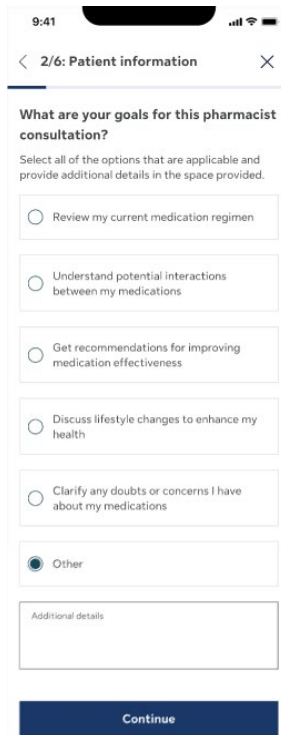 9:41
2/6: Patient information
What are your goals for this pharmacist
consultation?
Select all of the options that are applicable and
provide additional details in the space provided.
Review my current medication regimen
Understand potential interactions
between my medications
Get recommendations for improving
medication effectiveness
Discuss lifestyle changes to enhance my
health
Clarify any doubts or concerns I have
about my medications
Other
Additional details
Continue